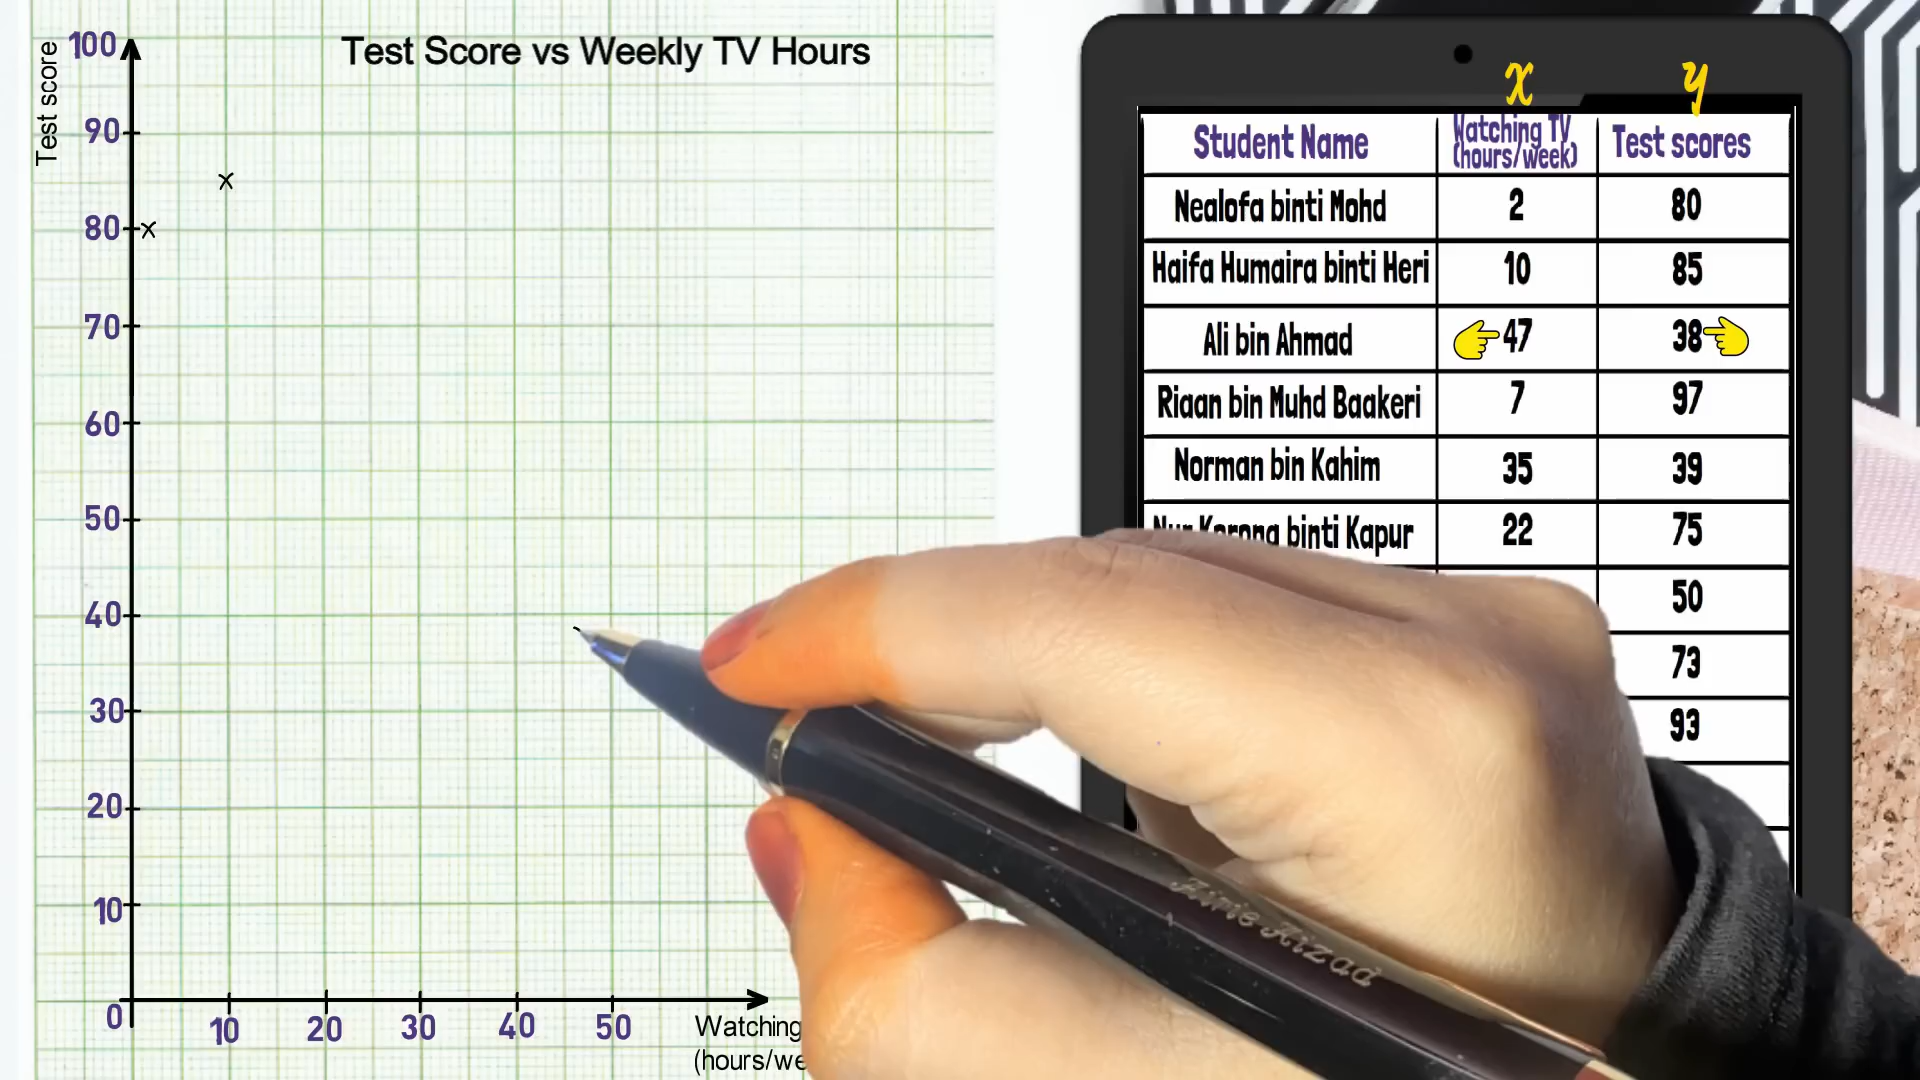 Test Score vs Weekly TV Hours
Test score
100
90
80
70
60
50
40
30
20
10
0
10 20 30 40 50
Watching
x y
Student Name Watching TV (hours/week) Test scores
Nealofa binti Mohd 2 80
Haifa Humaira binti Heri 10 85
Ali bin Ahmad 47 38
Riaan bin Muhd Baakeri 7 97
Norman bin Kahim 35 39
binti Kapur 22 75
50
73
93